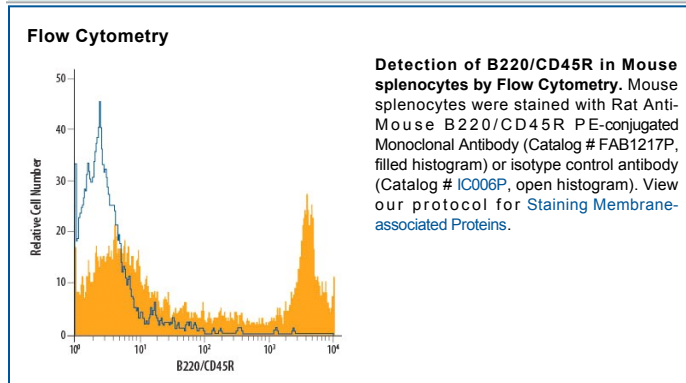 Flow Cytometry
50
40
30
20
10
0
Relative Cell Number
10⁰ 10¹ 10² 10³ 10⁴
B220/CD45R
Detection of B220/CD45R in Mouse
splenocytes by Flow Cytometry. Mouse
splenocytes were stained with Rat Anti-
Mouse B220/CD45R PE-conjugated
Monoclonal Antibody (Catalog # FAB1217P,
filled histogram) or isotype control antibody
(Catalog # IC006P, open histogram). View
our protocol for Staining Membrane-
associated Proteins.